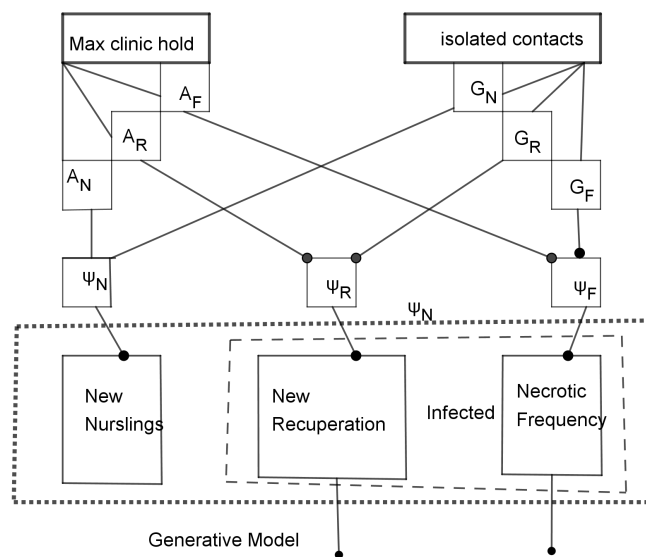 Max clinic hold
isolated contacts
A_F
G_N
A_R
G_R
A_N
G_F
Ψ_N
Ψ_R
Ψ_F
Ψ_N
New
Nurslings
New
Recuperation
Infected
Necrotic
Frequency
Generative Model